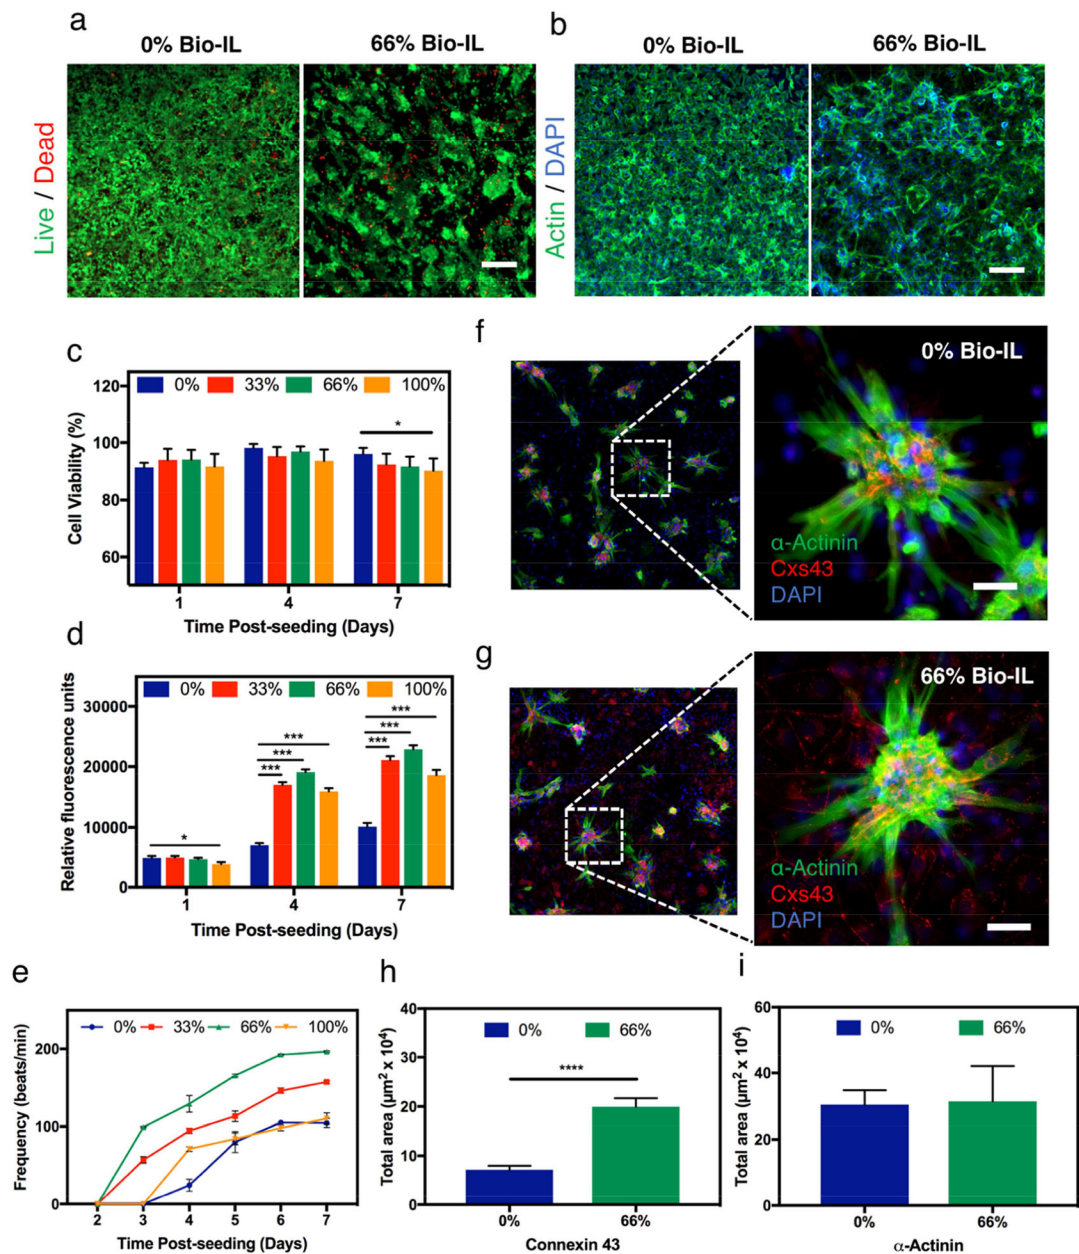 a
0% Bio-IL
66% Bio-IL
Live / Dead
b
0% Bio-IL
66% Bio-IL
Actin / DAPI
c
0% 33% 66% 100%
*
120
100
80
60
Cell Viability (%)
1 4 7
Time Post-seeding (Days)
d
0% 33% 66% 100%
* *** *** *** *** *** ***
30000
20000
10000
0
Relative fluorescence units
1 4 7
Time Post-seeding (Days)
e
0% 33% 66% 100%
200
100
0
Frequency (beats/min)
2 3 4 5 6 7
Time Post-seeding (Days)
f
0% Bio-IL
α-Actinin
Cxs43
DAPI
g
66% Bio-IL
α-Actinin
Cxs43
DAPI
h
0% 66%
****
40
30
20
10
0
Total area (µm² x 10⁴)
0% 66%
Connexin 43
i
0% 66%
60
40
20
0
Total area (µm² x 10⁴)
0% 66%
α-Actinin